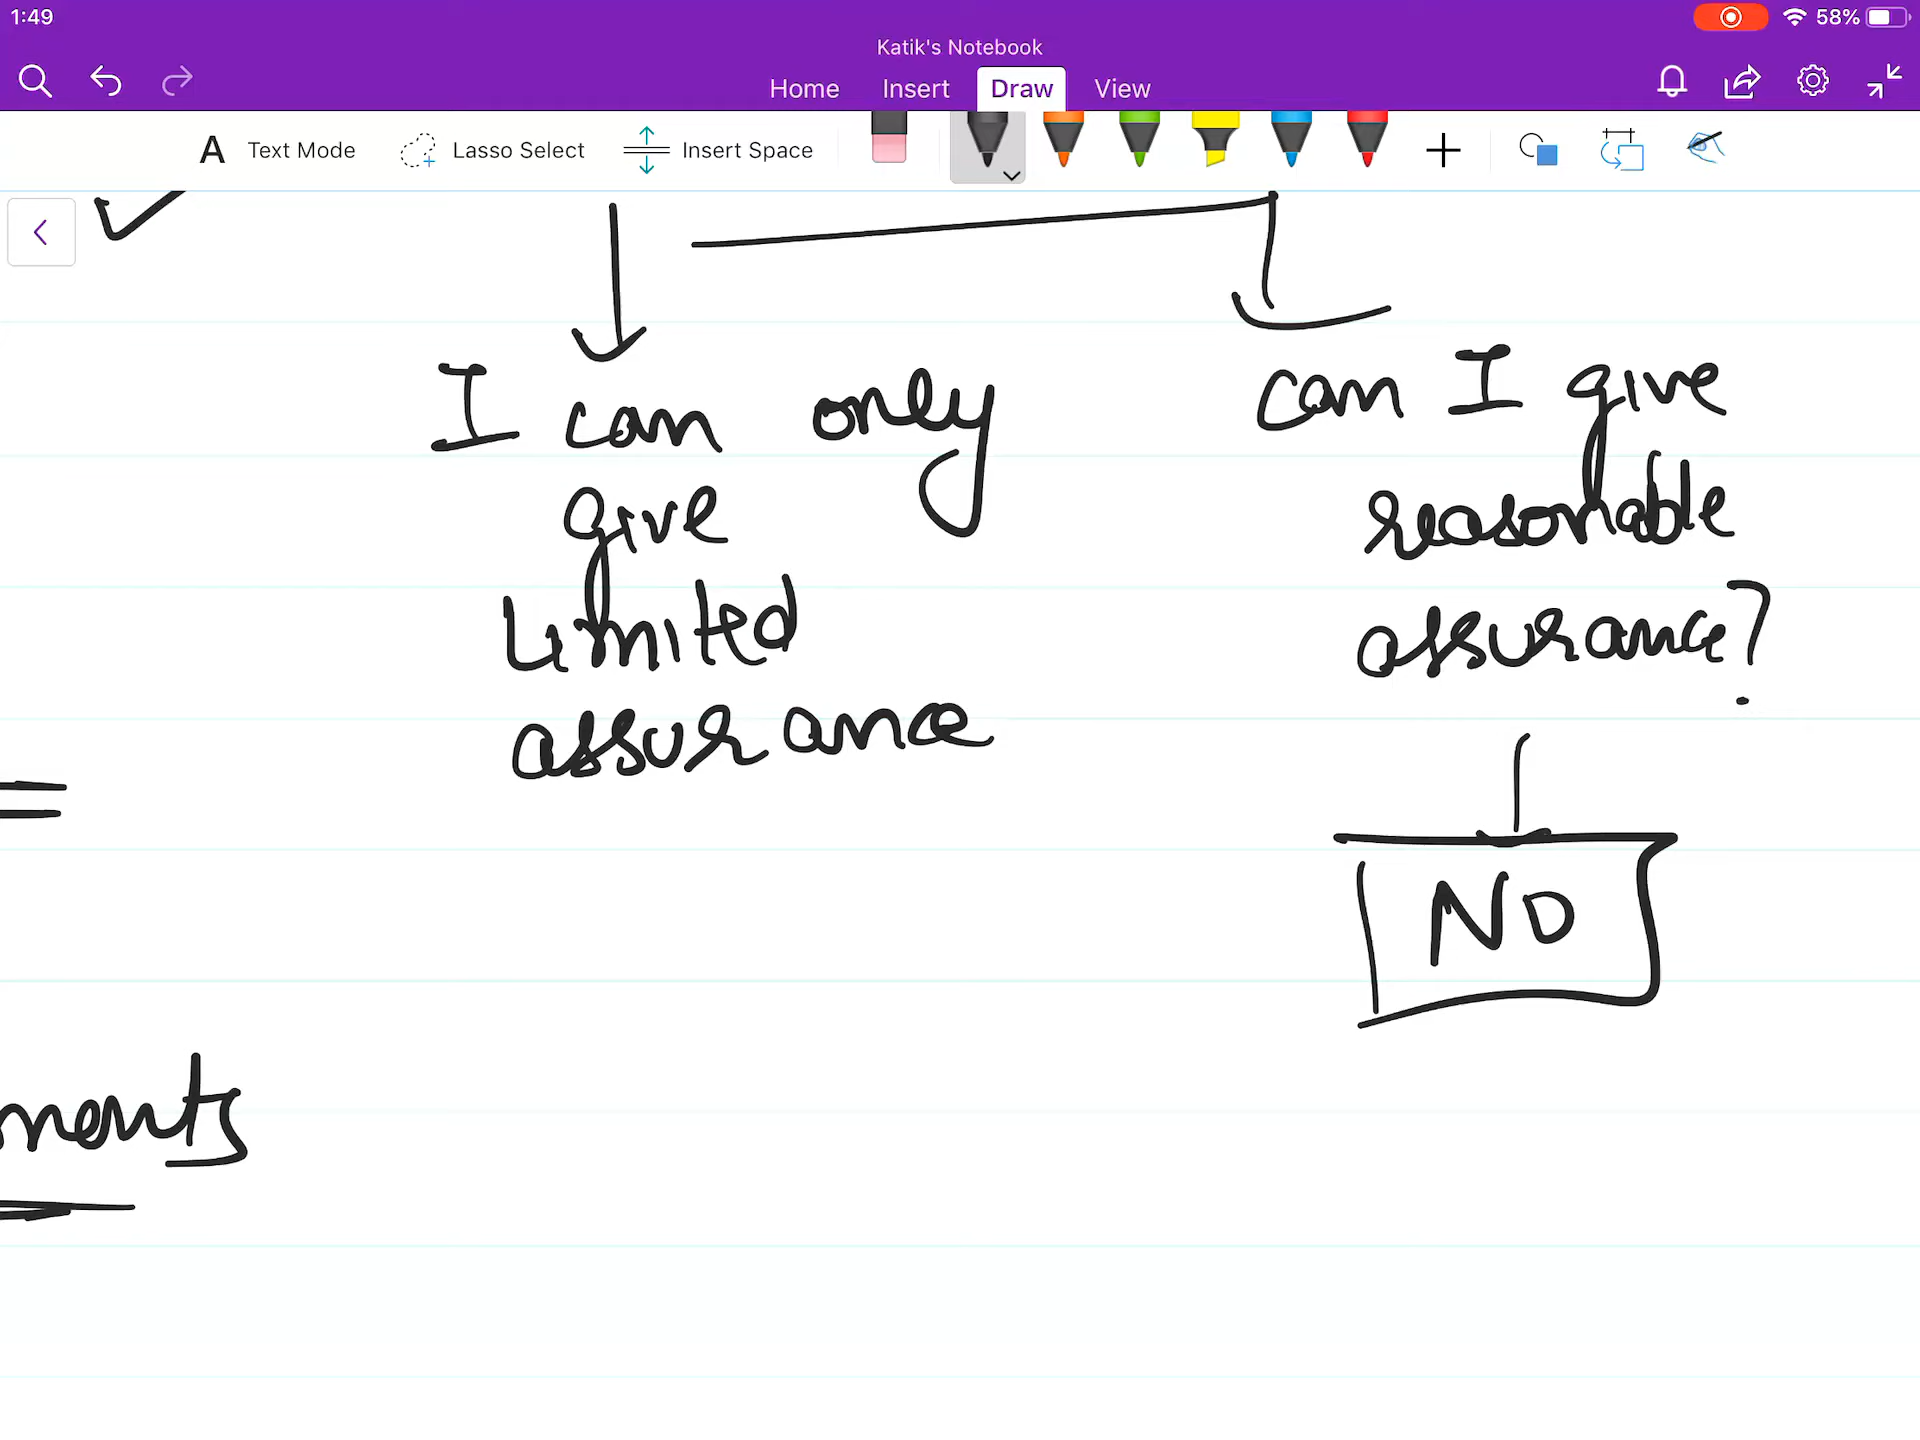 1:49
58%
Katik's Notebook
Home Insert Draw View
A Text Mode Lasso Select Insert Space
I can only
give
limited
assurance
can I give
reasonable
assurance?
NO
ments